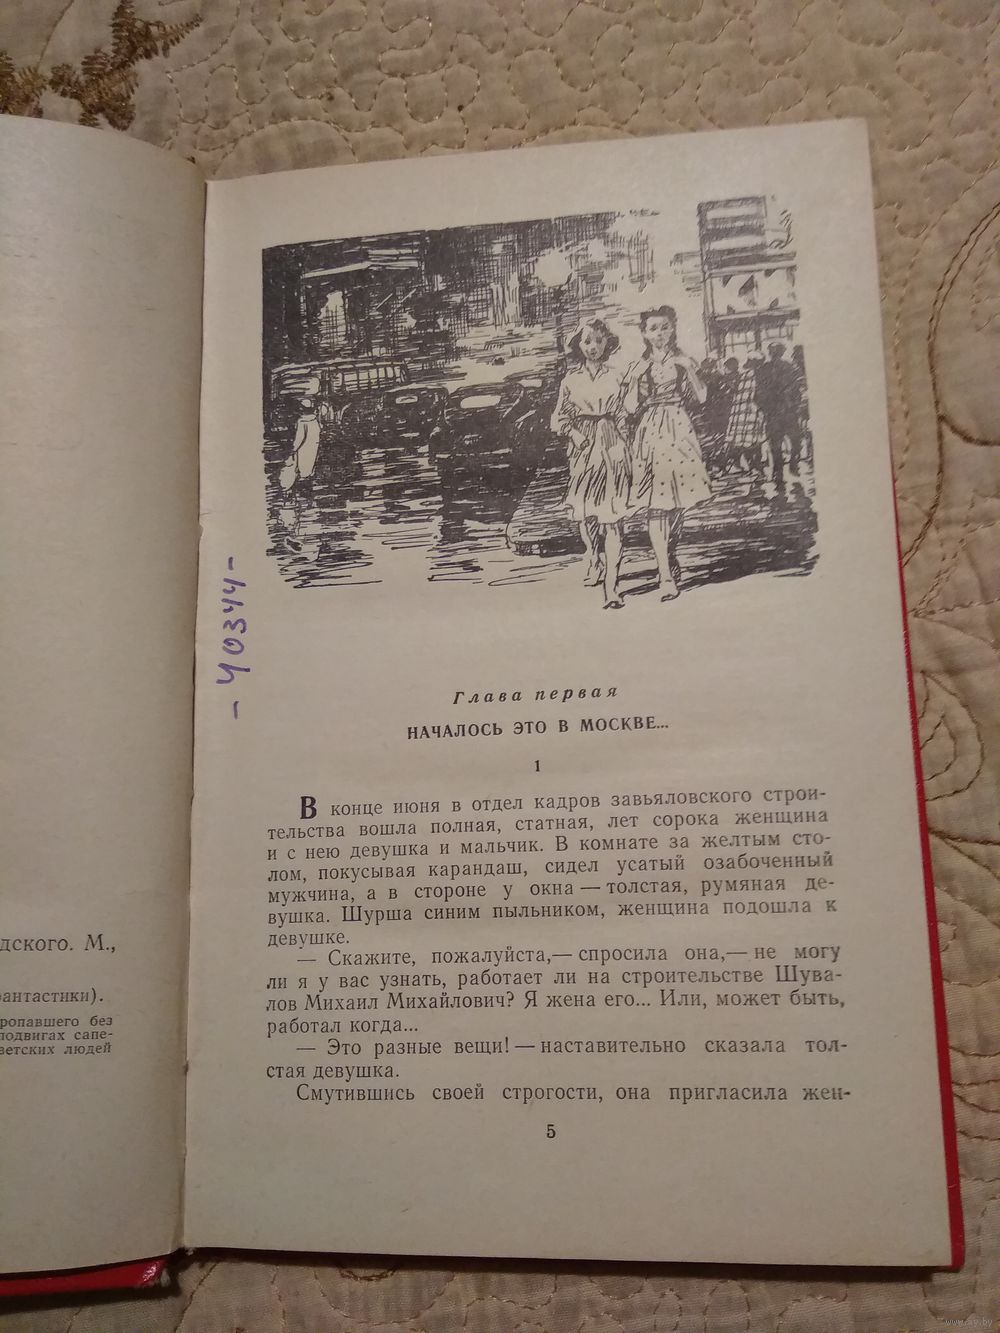 дского. М.,
антастики).
ропавшего без
подвигах сапе-
ветских людей
- 40344 -
Глава первая
НАЧАЛОСЬ ЭТО В МОСКВЕ...
1
В конце июня в отдел кадров завьяловского строи-
тельства вошла полная, статная, лет сорока женщина
и с нею девушка и мальчик. В комнате за желтым сто-
лом, покусывая карандаш, сидел усатый озабоченный
мужчина, а в стороне у окна — толстая, румяная де-
вушка. Шурша синим пыльником, женщина подошла к
девушке.
— Скажите, пожалуйста,— спросила она,— не могу
ли я у вас узнать, работает ли на строительстве Шува-
лов Михаил Михайлович? Я жена его... Или, может быть,
работал когда...
— Это разные вещи! — наставительно сказала тол-
стая девушка.
Смутившись своей строгости, она пригласила жен-
5
www.ay.by